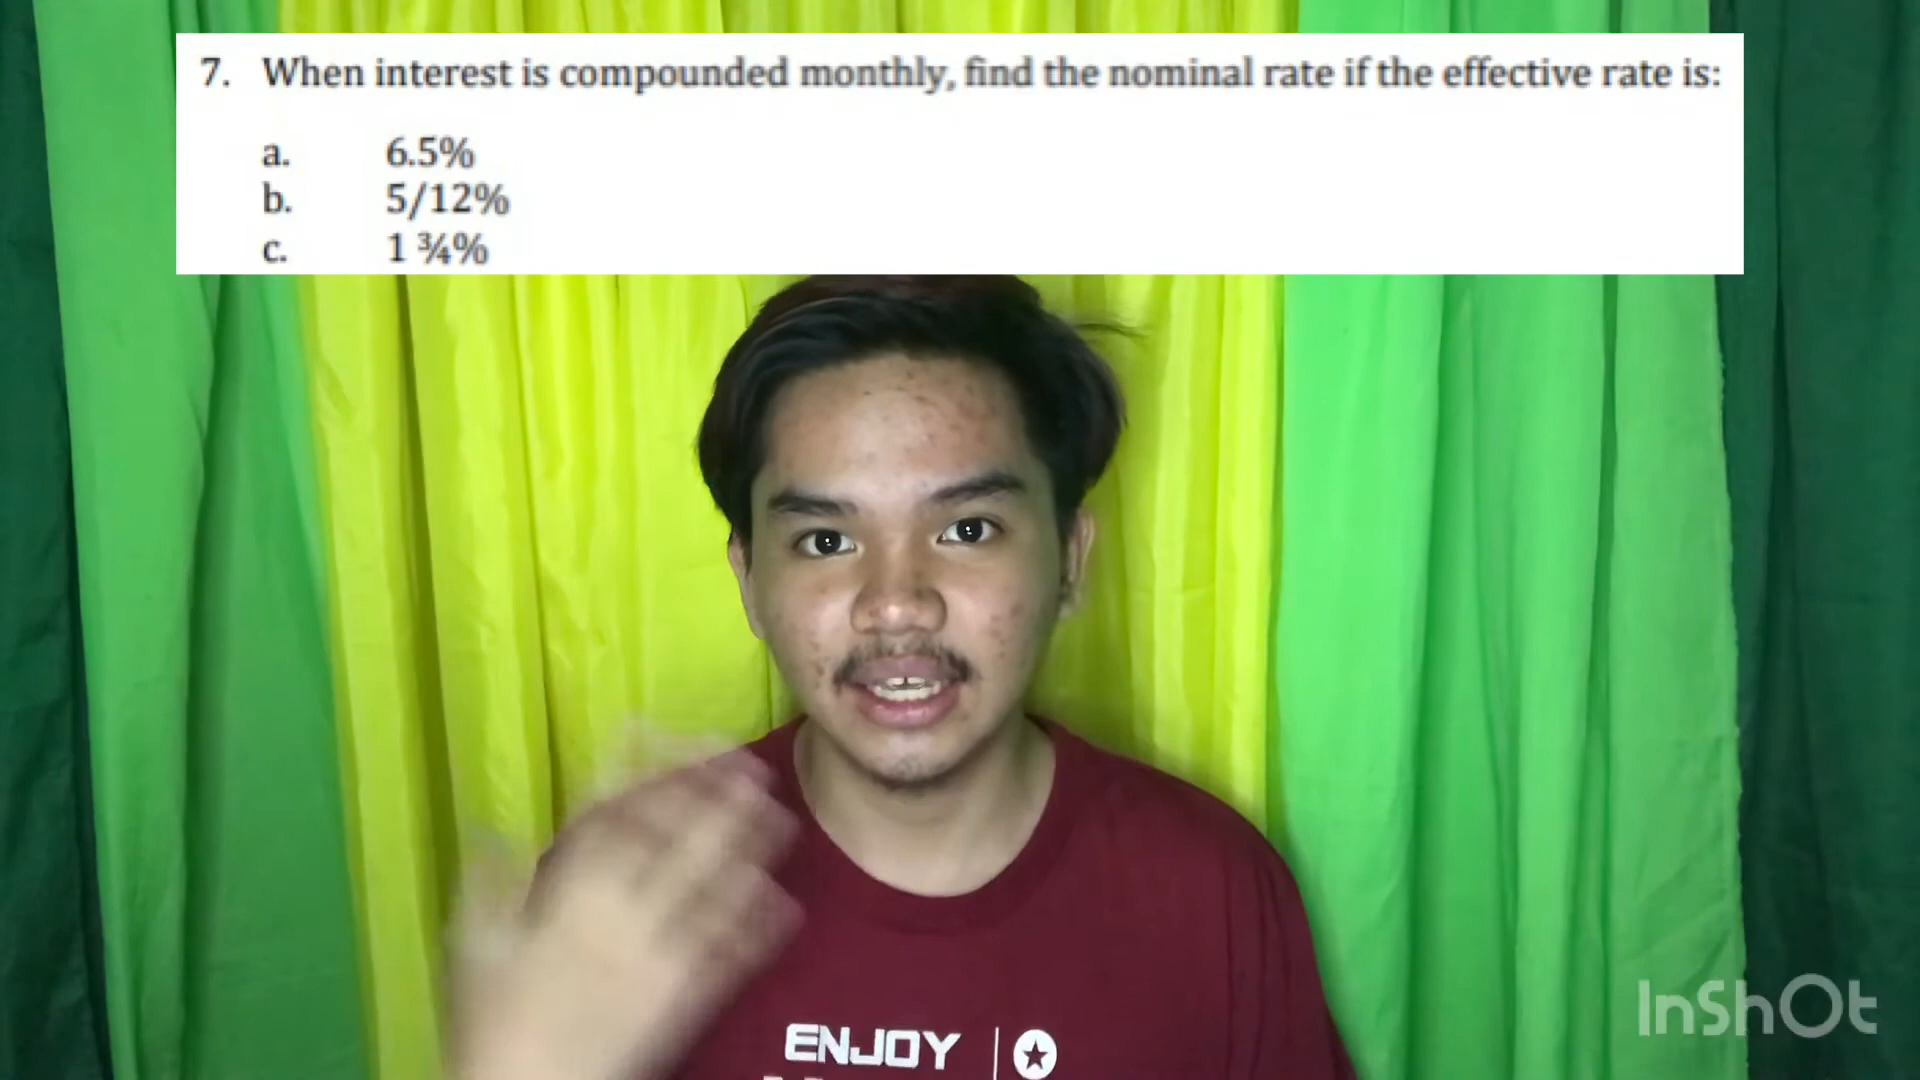 7. When interest is compounded monthly, find the nominal rate if the effective rate is:
a. 6.5%
b. 5/12%
c. 1 ¾%
ENJOY
InShOt